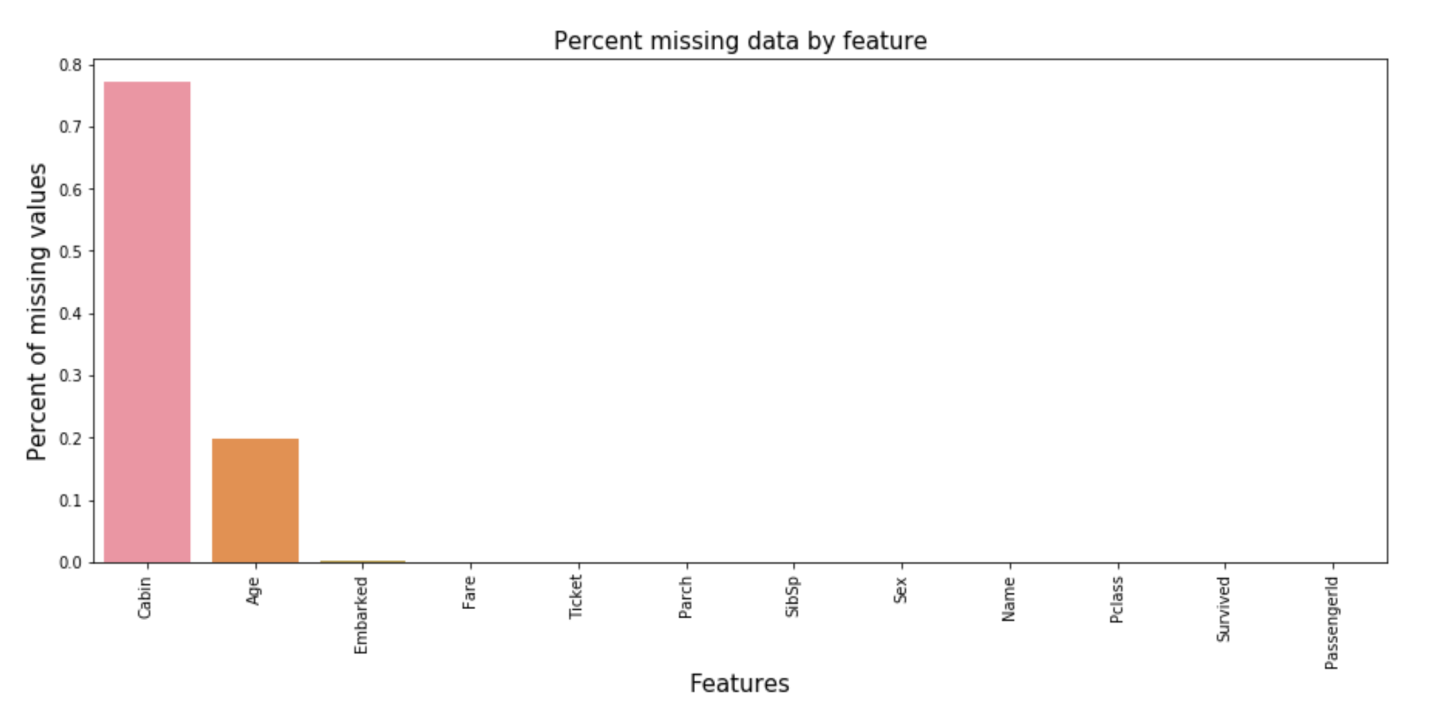 Percent missing data by feature
Percent of missing values
0.8
0.7
0.6
0.5
0.4
0.3
0.2
0.1
0.0
Cabin
Age
Embarked
Fare
Ticket
Parch
SibSp
Sex
Name
Pclass
Survived
PassengerId
Features